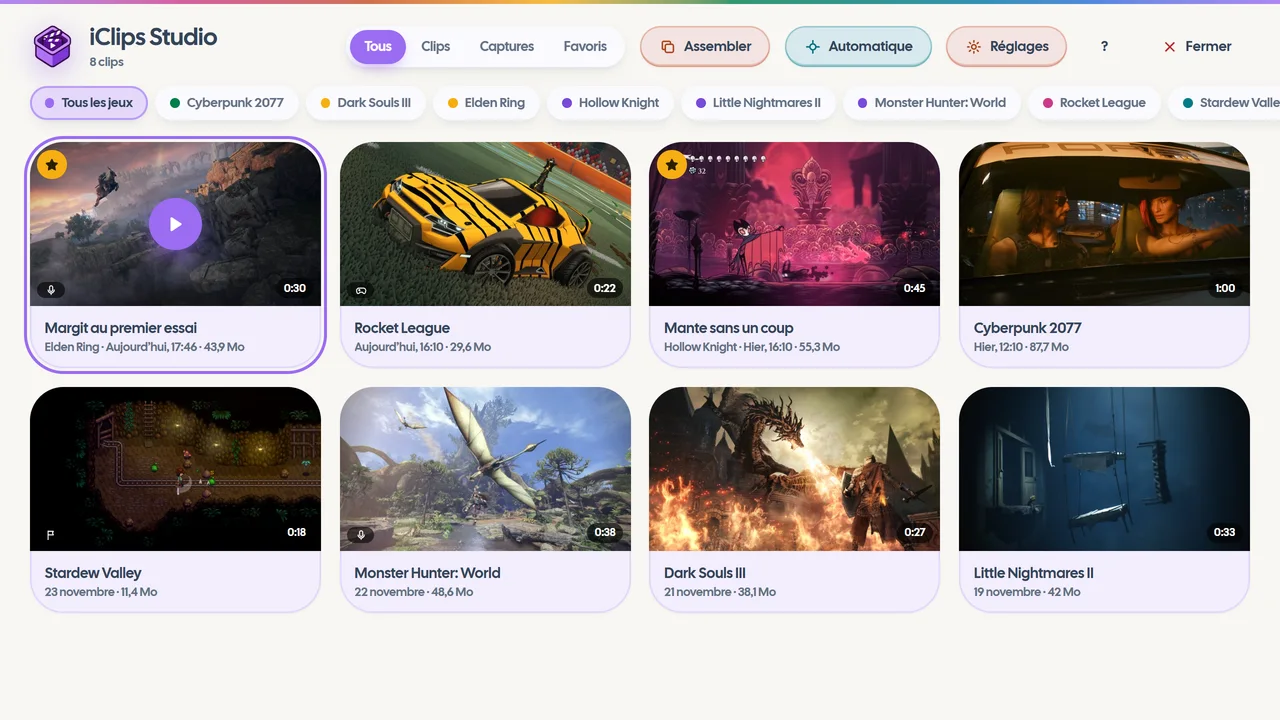 iClips Studio
8 clips
Tous
Clips
Captures
Favoris
Assembler
Automatique
Réglages
?
Fermer
Tous les jeux
Cyberpunk 2077
Dark Souls III
Elden Ring
Hollow Knight
Little Nightmares II
Monster Hunter: World
Rocket League
Stardew Valle
32
0:30
0:22
0:45
1:00
Margit au premier essai
Elden Ring · Aujourd'hui, 17:46 · 43,9 Mo
Rocket League
Aujourd'hui, 16:10 · 29,6 Mo
Mante sans un coup
Hollow Knight · Hier, 16:10 · 55,3 Mo
Cyberpunk 2077
Hier, 12:10 · 87,7 Mo
0:18
0:38
0:27
0:33
Stardew Valley
23 novembre · 11,4 Mo
Monster Hunter: World
22 novembre · 48,6 Mo
Dark Souls III
21 novembre · 38,1 Mo
Little Nightmares II
19 novembre · 42 Mo